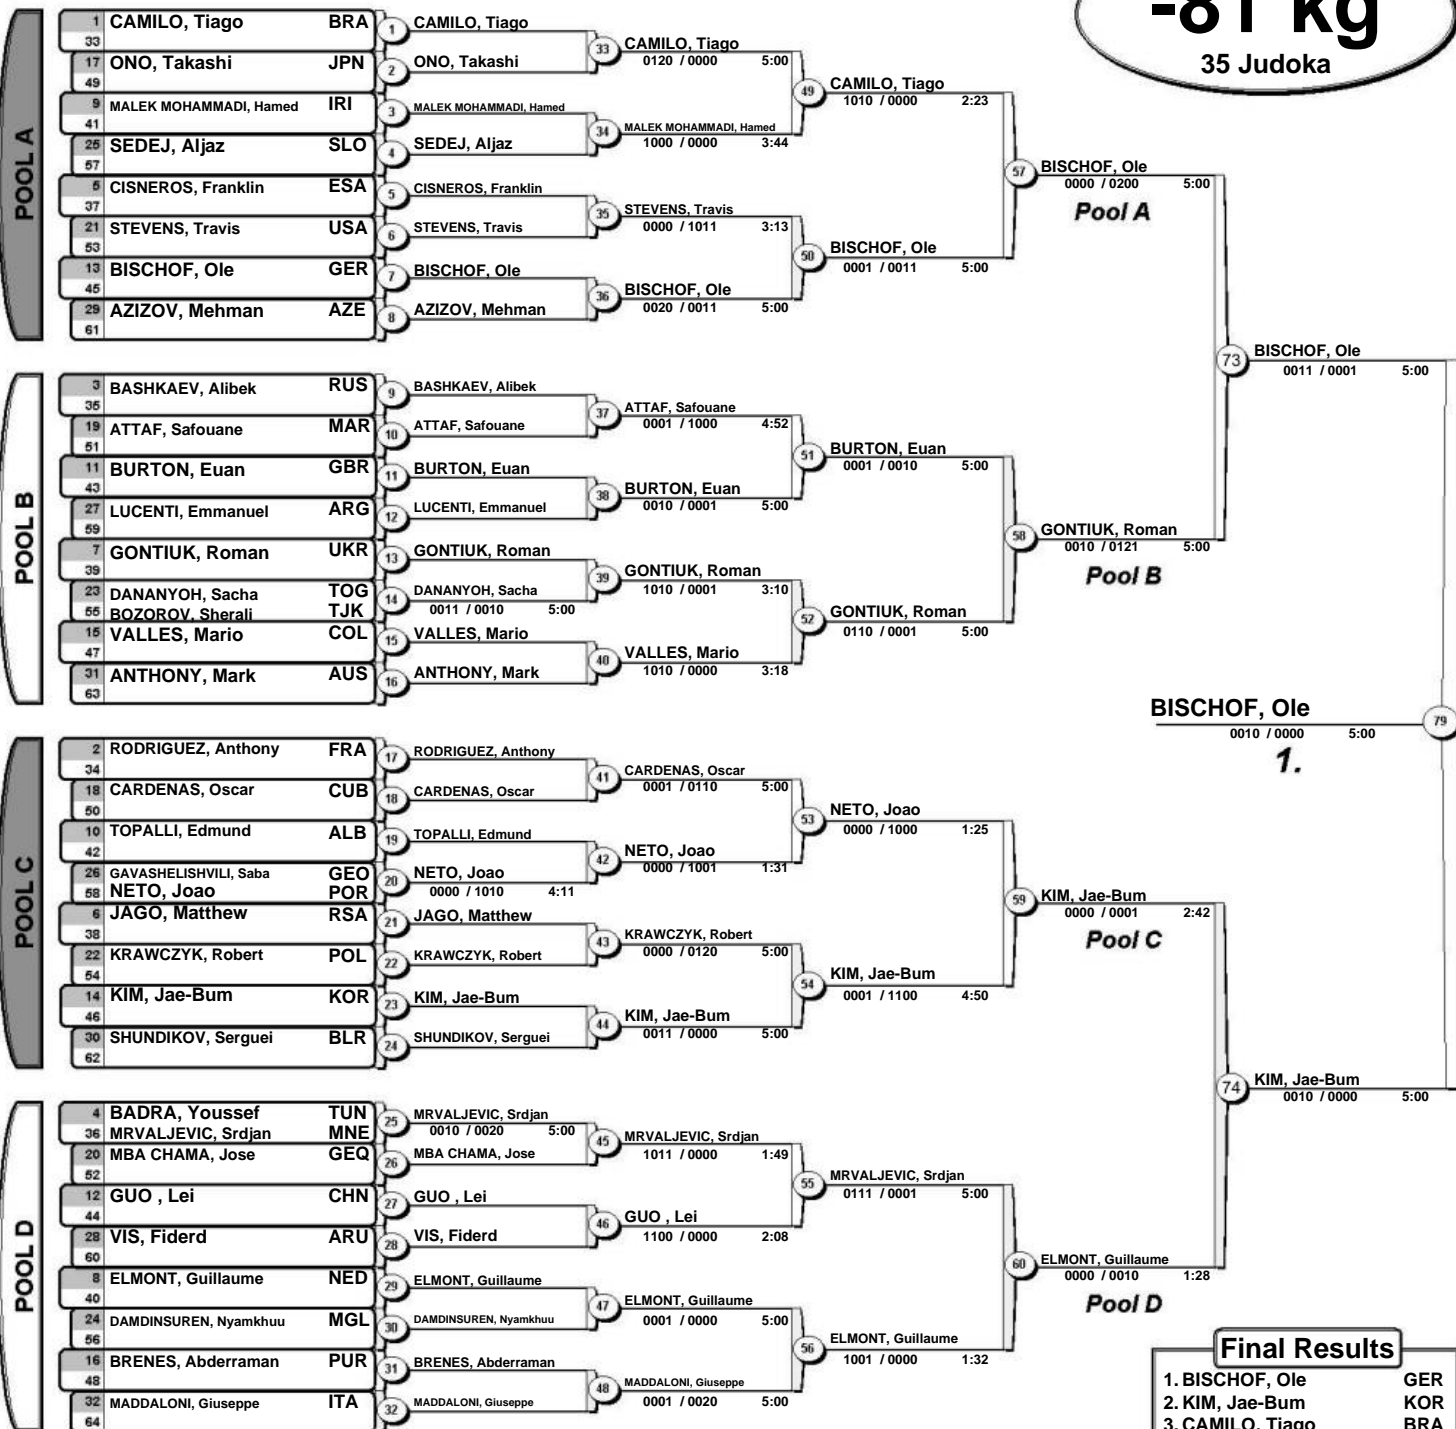 -81 kg
35 Judoka
POOL A
1 CAMILO, Tiago BRA
33
17 ONO, Takashi JPN
49
9 MALEK MOHAMMADI, Hamed IRI
41
25 SEDEJ, Aljaz SLO
57
5 CISNEROS, Franklin ESA
37
21 STEVENS, Travis USA
53
13 BISCHOF, Ole GER
45
29 AZIZOV, Mehman AZE
61
1 CAMILO, Tiago
2 ONO, Takashi
3 MALEK MOHAMMADI, Hamed
4 SEDEJ, Aljaz
5 CISNEROS, Franklin
6 STEVENS, Travis
7 BISCHOF, Ole
8 AZIZOV, Mehman
33 CAMILO, Tiago
0120 / 0000 5:00
34 MALEK MOHAMMADI, Hamed
1000 / 0000 3:44
35 STEVENS, Travis
0000 / 1011 3:13
36 BISCHOF, Ole
0020 / 0011 5:00
49 CAMILO, Tiago
1010 / 0000 2:23
50 BISCHOF, Ole
0001 / 0011 5:00
57 BISCHOF, Ole
0000 / 0200 5:00
Pool A
POOL B
3 BASHKAEV, Alibek RUS
35
19 ATTAF, Safouane MAR
51
11 BURTON, Euan GBR
43
27 LUCENTI, Emmanuel ARG
59
7 GONTIUK, Roman UKR
39
23 DANANYOH, Sacha TOG
55 BOZOROV, Sherali TJK
15 VALLES, Mario COL
47
31 ANTHONY, Mark AUS
63
9 BASHKAEV, Alibek
10 ATTAF, Safouane
11 BURTON, Euan
12 LUCENTI, Emmanuel
13 GONTIUK, Roman
14 DANANYOH, Sacha
0011 / 0010 5:00
15 VALLES, Mario
16 ANTHONY, Mark
37 ATTAF, Safouane
0001 / 1000 4:52
38 BURTON, Euan
0010 / 0001 5:00
39 GONTIUK, Roman
1010 / 0001 3:10
40 VALLES, Mario
1010 / 0000 3:18
51 BURTON, Euan
0001 / 0010 5:00
52 GONTIUK, Roman
0110 / 0001 5:00
58 GONTIUK, Roman
0010 / 0121 5:00
Pool B
73 BISCHOF, Ole
0011 / 0001 5:00
BISCHOF, Ole 79
0010 / 0000 5:00
1.
POOL C
2 RODRIGUEZ, Anthony FRA
34
18 CARDENAS, Oscar CUB
50
10 TOPALLI, Edmund ALB
42
26 GAVASHELISHVILI, Saba GEO
58 NETO, Joao POR
6 JAGO, Matthew RSA
38
22 KRAWCZYK, Robert POL
54
14 KIM, Jae-Bum KOR
46
30 SHUNDIKOV, Serguei BLR
62
17 RODRIGUEZ, Anthony
18 CARDENAS, Oscar
19 TOPALLI, Edmund
20 NETO, Joao
0000 / 1010 4:11
21 JAGO, Matthew
22 KRAWCZYK, Robert
23 KIM, Jae-Bum
24 SHUNDIKOV, Serguei
41 CARDENAS, Oscar
0001 / 0110 5:00
42 NETO, Joao
0000 / 1001 1:31
43 KRAWCZYK, Robert
0000 / 0120 5:00
44 KIM, Jae-Bum
0011 / 0000 5:00
53 NETO, Joao
0000 / 1000 1:25
54 KIM, Jae-Bum
0001 / 1100 4:50
59 KIM, Jae-Bum
0000 / 0001 2:42
Pool C
POOL D
4 BADRA, Youssef TUN
36 MRVALJEVIC, Srdjan MNE
20 MBA CHAMA, Jose GEQ
52
12 GUO , Lei CHN
44
28 VIS, Fiderd ARU
60
8 ELMONT, Guillaume NED
40
24 DAMDINSUREN, Nyamkhuu MGL
56
16 BRENES, Abderraman PUR
48
32 MADDALONI, Giuseppe ITA
64
25 MRVALJEVIC, Srdjan
0010 / 0020 5:00
26 MBA CHAMA, Jose
27 GUO , Lei
28 VIS, Fiderd
29 ELMONT, Guillaume
30 DAMDINSUREN, Nyamkhuu
31 BRENES, Abderraman
32 MADDALONI, Giuseppe
45 MRVALJEVIC, Srdjan
1011 / 0000 1:49
46 GUO , Lei
1100 / 0000 2:08
47 ELMONT, Guillaume
0001 / 0000 5:00
48 MADDALONI, Giuseppe
0001 / 0020 5:00
55 MRVALJEVIC, Srdjan
0111 / 0001 5:00
56 ELMONT, Guillaume
1001 / 0000 1:32
60 ELMONT, Guillaume
0000 / 0010 1:28
Pool D
74 KIM, Jae-Bum
0010 / 0000 5:00
Final Results
1. BISCHOF, Ole GER
2. KIM, Jae-Bum KOR
3. CAMILO, Tiago BRA